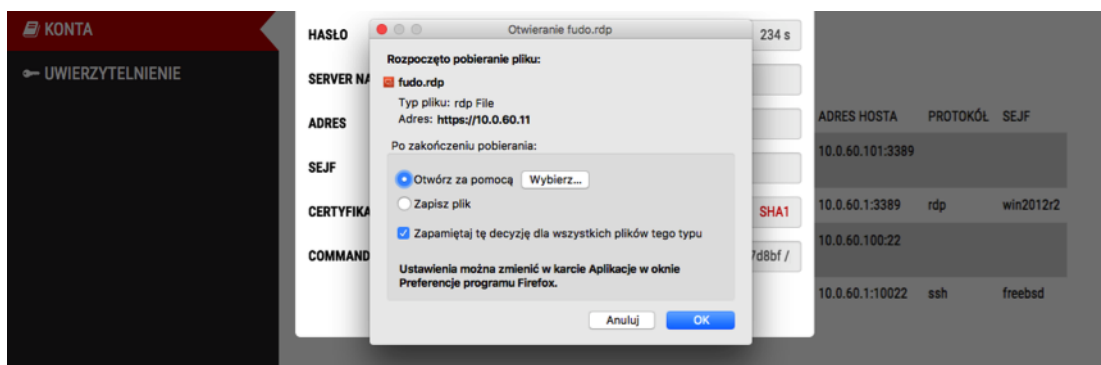 KONTA
UWIERZYTELNIENIE
HASŁO
234 s
SERVER NA
ADRES
SEJF
CERTYFIKA
SHA1
COMMAND
7d8bf /
Otwieranie fudo.rdp
Rozpoczęto pobieranie pliku:
fudo.rdp
Typ pliku: rdp File
Adres: https://10.0.60.11
Po zakończeniu pobierania:
Otwórz za pomocą Wybierz...
Zapisz plik
Zapamiętaj tę decyzję dla wszystkich plików tego typu
Ustawienia można zmienić w karcie Aplikacje w oknie
Preferencje programu Firefox.
Anuluj OK
ADRES HOSTA PROTOKÓŁ SEJF
10.0.60.101:3389
10.0.60.1:3389 rdp win2012r2
10.0.60.100:22
10.0.60.1:10022 ssh freebsd